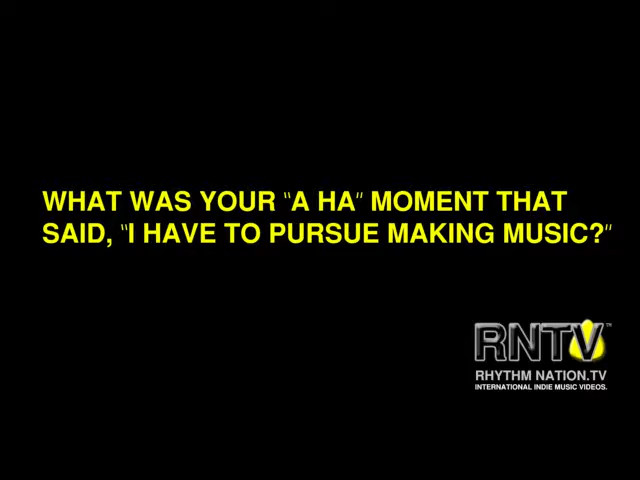 WHAT WAS YOUR “A HA” MOMENT THAT
SAID, “I HAVE TO PURSUE MAKING MUSIC?”
RNTV™
RHYTHM NATION.TV
INTERNATIONAL INDIE MUSIC VIDEOS.